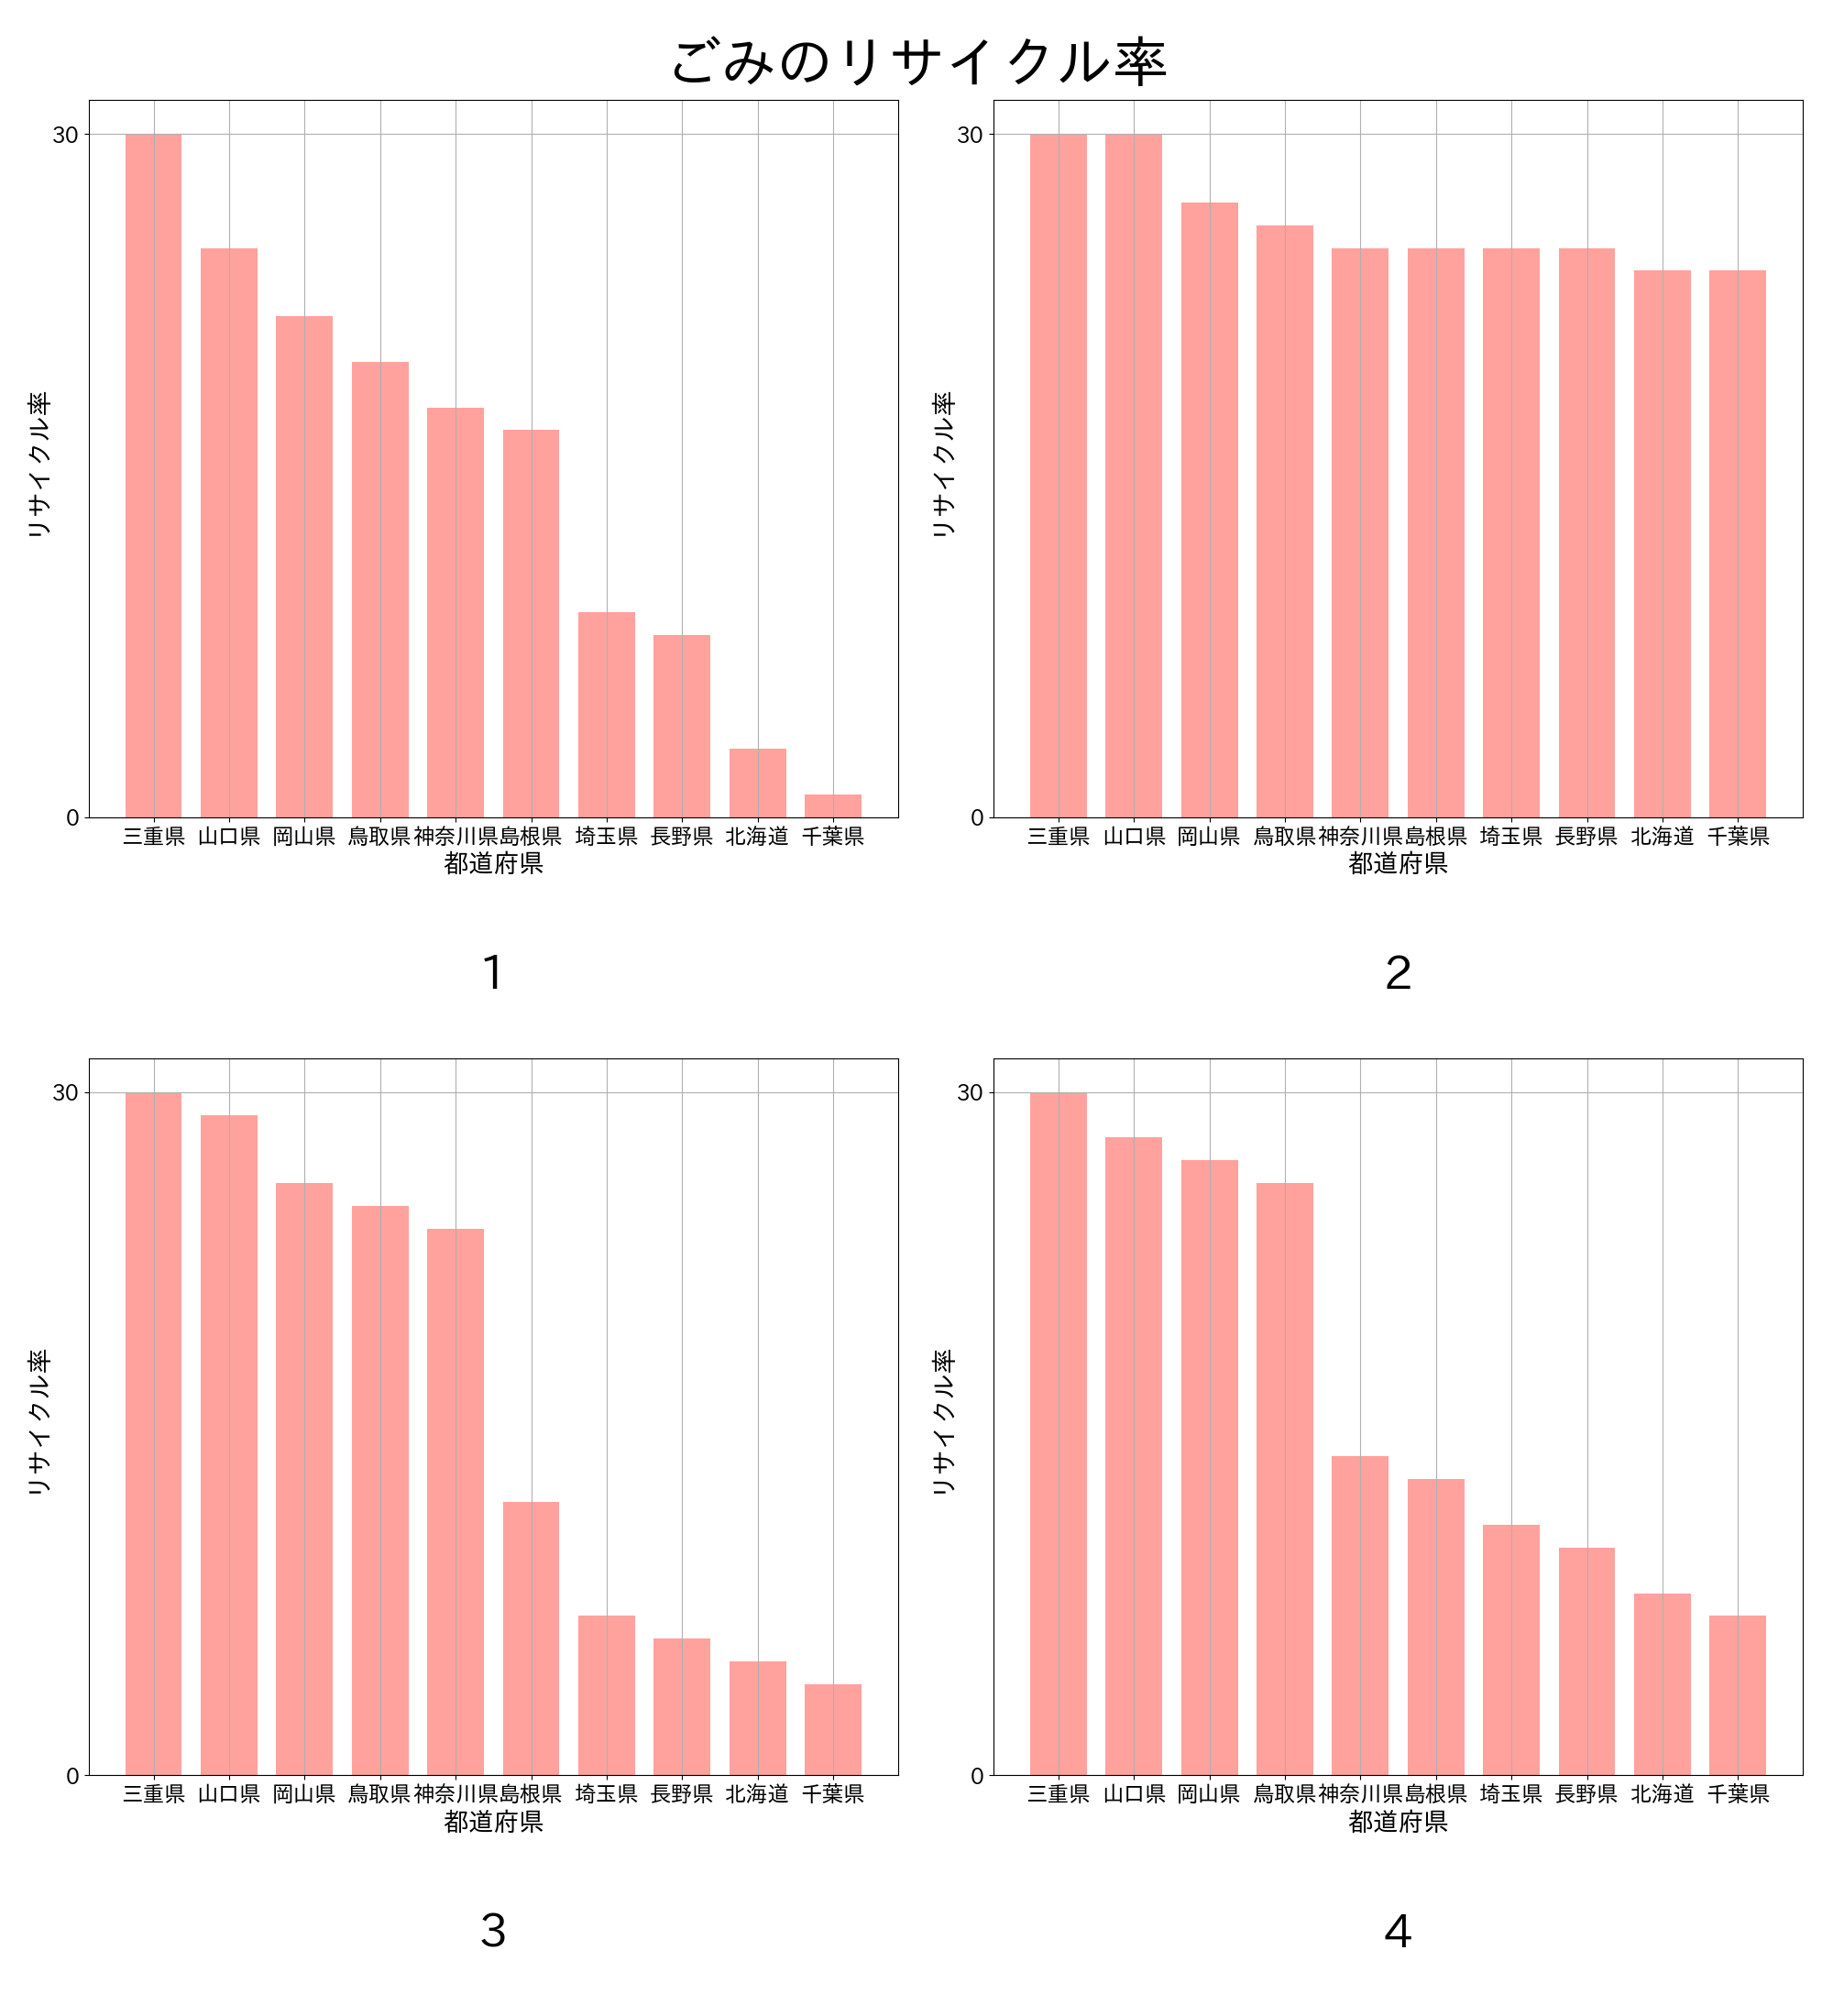 ごみのリサイクル率
30
0
リサイクル率
三重県 山口県 岡山県 鳥取県 神奈川県 島根県 埼玉県 長野県 北海道 千葉県
都道府県
1
30
0
リサイクル率
三重県 山口県 岡山県 鳥取県 神奈川県 島根県 埼玉県 長野県 北海道 千葉県
都道府県
2
30
0
リサイクル率
三重県 山口県 岡山県 鳥取県 神奈川県 島根県 埼玉県 長野県 北海道 千葉県
都道府県
3
30
0
リサイクル率
三重県 山口県 岡山県 鳥取県 神奈川県 島根県 埼玉県 長野県 北海道 千葉県
都道府県
4